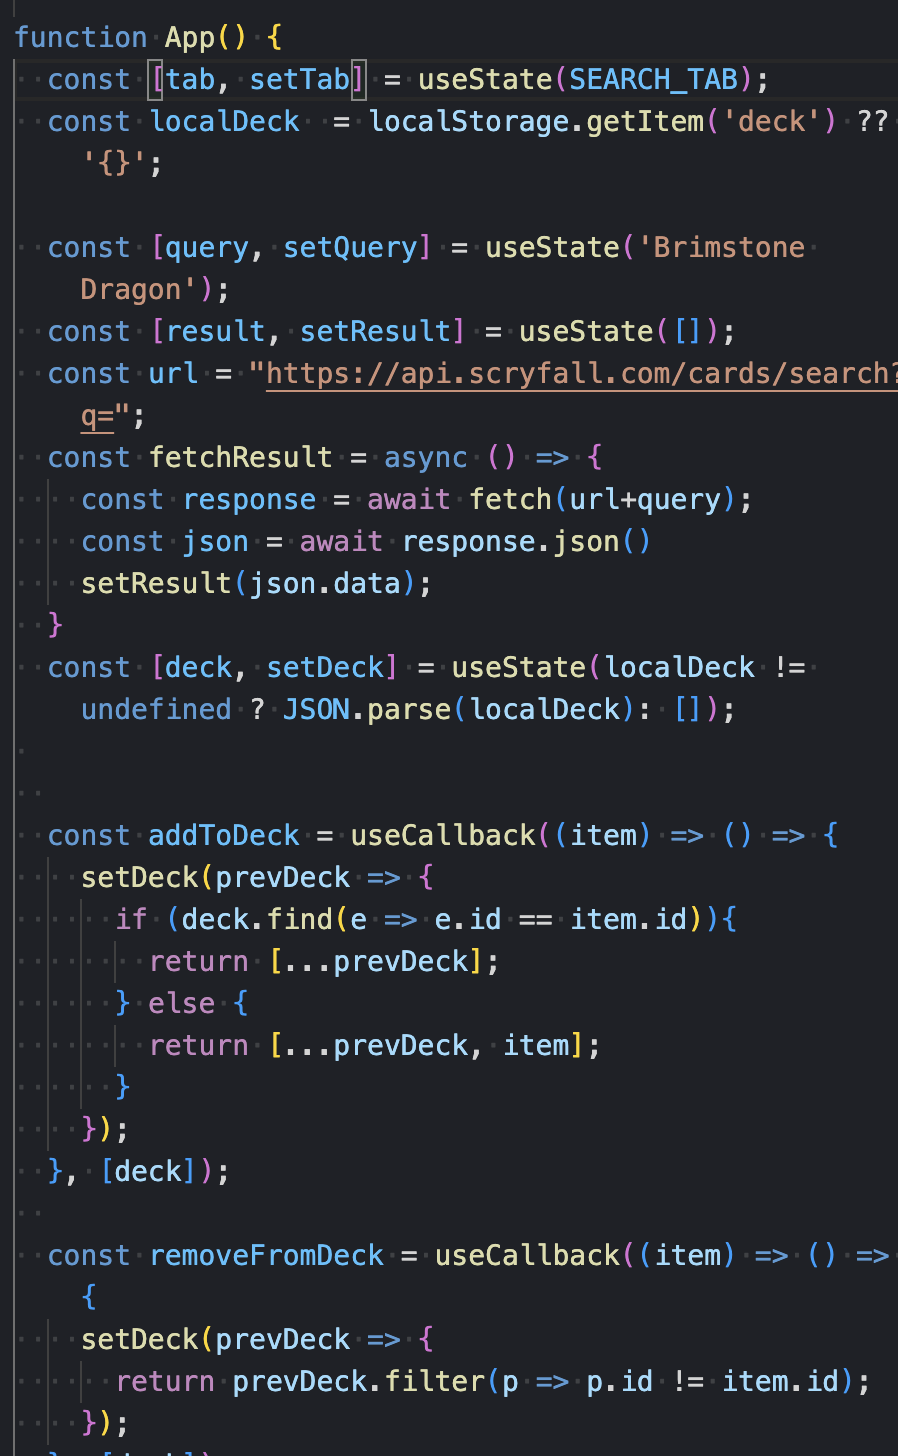 function App() {
const [tab, setTab] = useState(SEARCH_TAB);
const localDeck  = localStorage.getItem('deck') ??
'{}';
const [query, setQuery] = useState('Brimstone
Dragon');
const [result, setResult] = useState([]);
const url = "https://api.scryfall.com/cards/search?
q=";
const fetchResult = async () => {
const response = await fetch(url+query);
const json = await response.json()
setResult(json.data);
}
const [deck, setDeck] = useState(localDeck !=
undefined ? JSON.parse(localDeck): []);
const addToDeck = useCallback((item) => () => {
setDeck(prevDeck => {
if (deck.find(e => e.id == item.id)){
return [...prevDeck];
} else {
return [...prevDeck, item];
}
});
}, [deck]);
const removeFromDeck = useCallback((item) => () =>
{
setDeck(prevDeck => {
return prevDeck.filter(p => p.id != item.id);
});